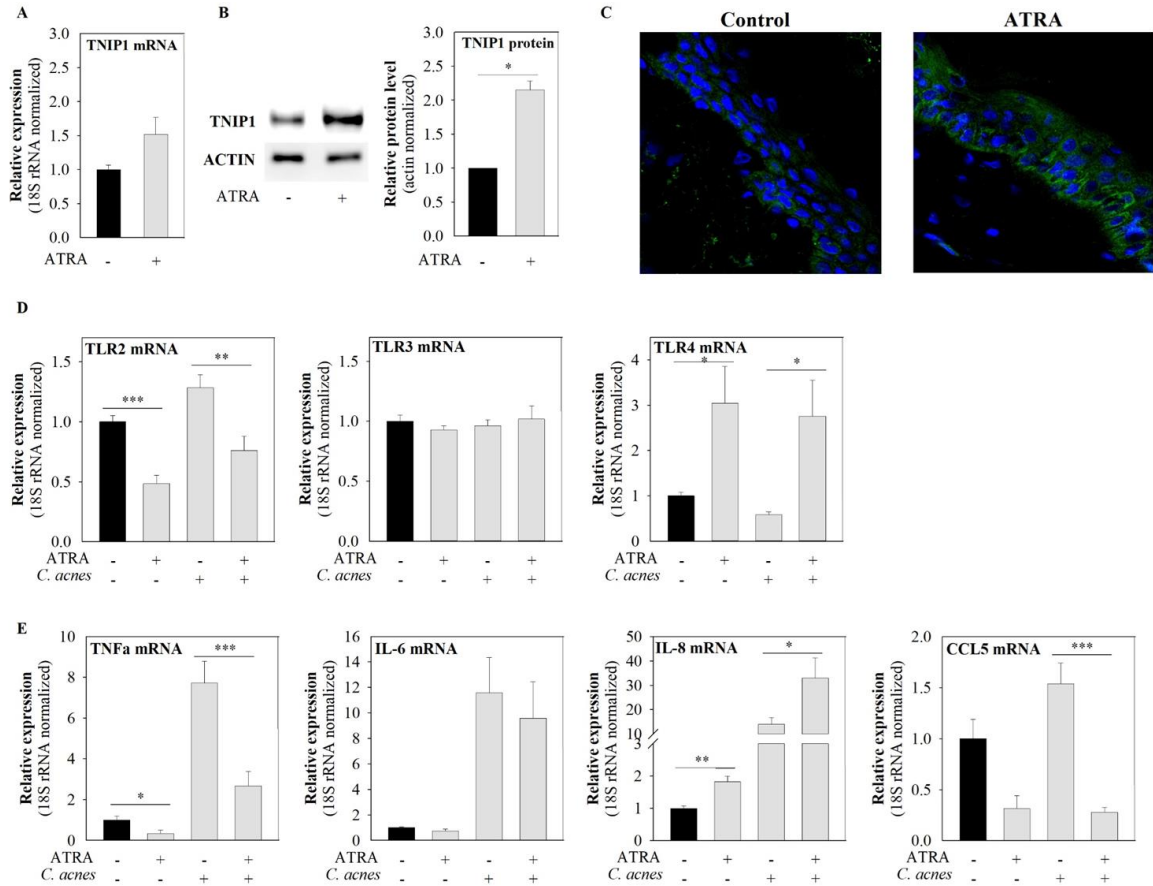 A
TNIP1 mRNA
Relative expression
(18S rRNA normalized)
3.0
2.5
2.0
1.5
1.0
0.5
0.0
ATRA - +
B
TNIP1
ACTIN
ATRA - +
TNIP1 protein
Relative protein level
(actin normalized)
3.0
2.5
2.0
1.5
1.0
0.5
0.0
*
ATRA - +
C
Control
ATRA
D
TLR2 mRNA
Relative expression
(18S rRNA normalized)
1.5
1.0
0.5
0.0
***
**
ATRA - + - +
C. acnes - - + +
TLR3 mRNA
Relative expression
(18S rRNA normalized)
1.5
1.0
0.5
0.0
ATRA - + - +
C. acnes - - + +
TLR4 mRNA
Relative expression
(18S rRNA normalized)
4
3
2
1
0
*
*
ATRA - + - +
C. acnes - - + +
E
TNFa mRNA
Relative expression
(18S rRNA normalized)
10
8
6
4
2
0
*
***
ATRA - + - +
C. acnes - - + +
IL-6 mRNA
Relative expression
(18S rRNA normalized)
16
14
12
10
8
6
4
2
0
ATRA - + - +
C. acnes - - + +
IL-8 mRNA
Relative expression
(18S rRNA normalized)
50
40
30
20
10
3
2
1
0
**
*
ATRA - + - +
C. acnes - - + +
CCL5 mRNA
Relative expression
(18S rRNA normalized)
2.0
1.5
1.0
0.5
0.0
***
ATRA - + - +
C. acnes - - + +